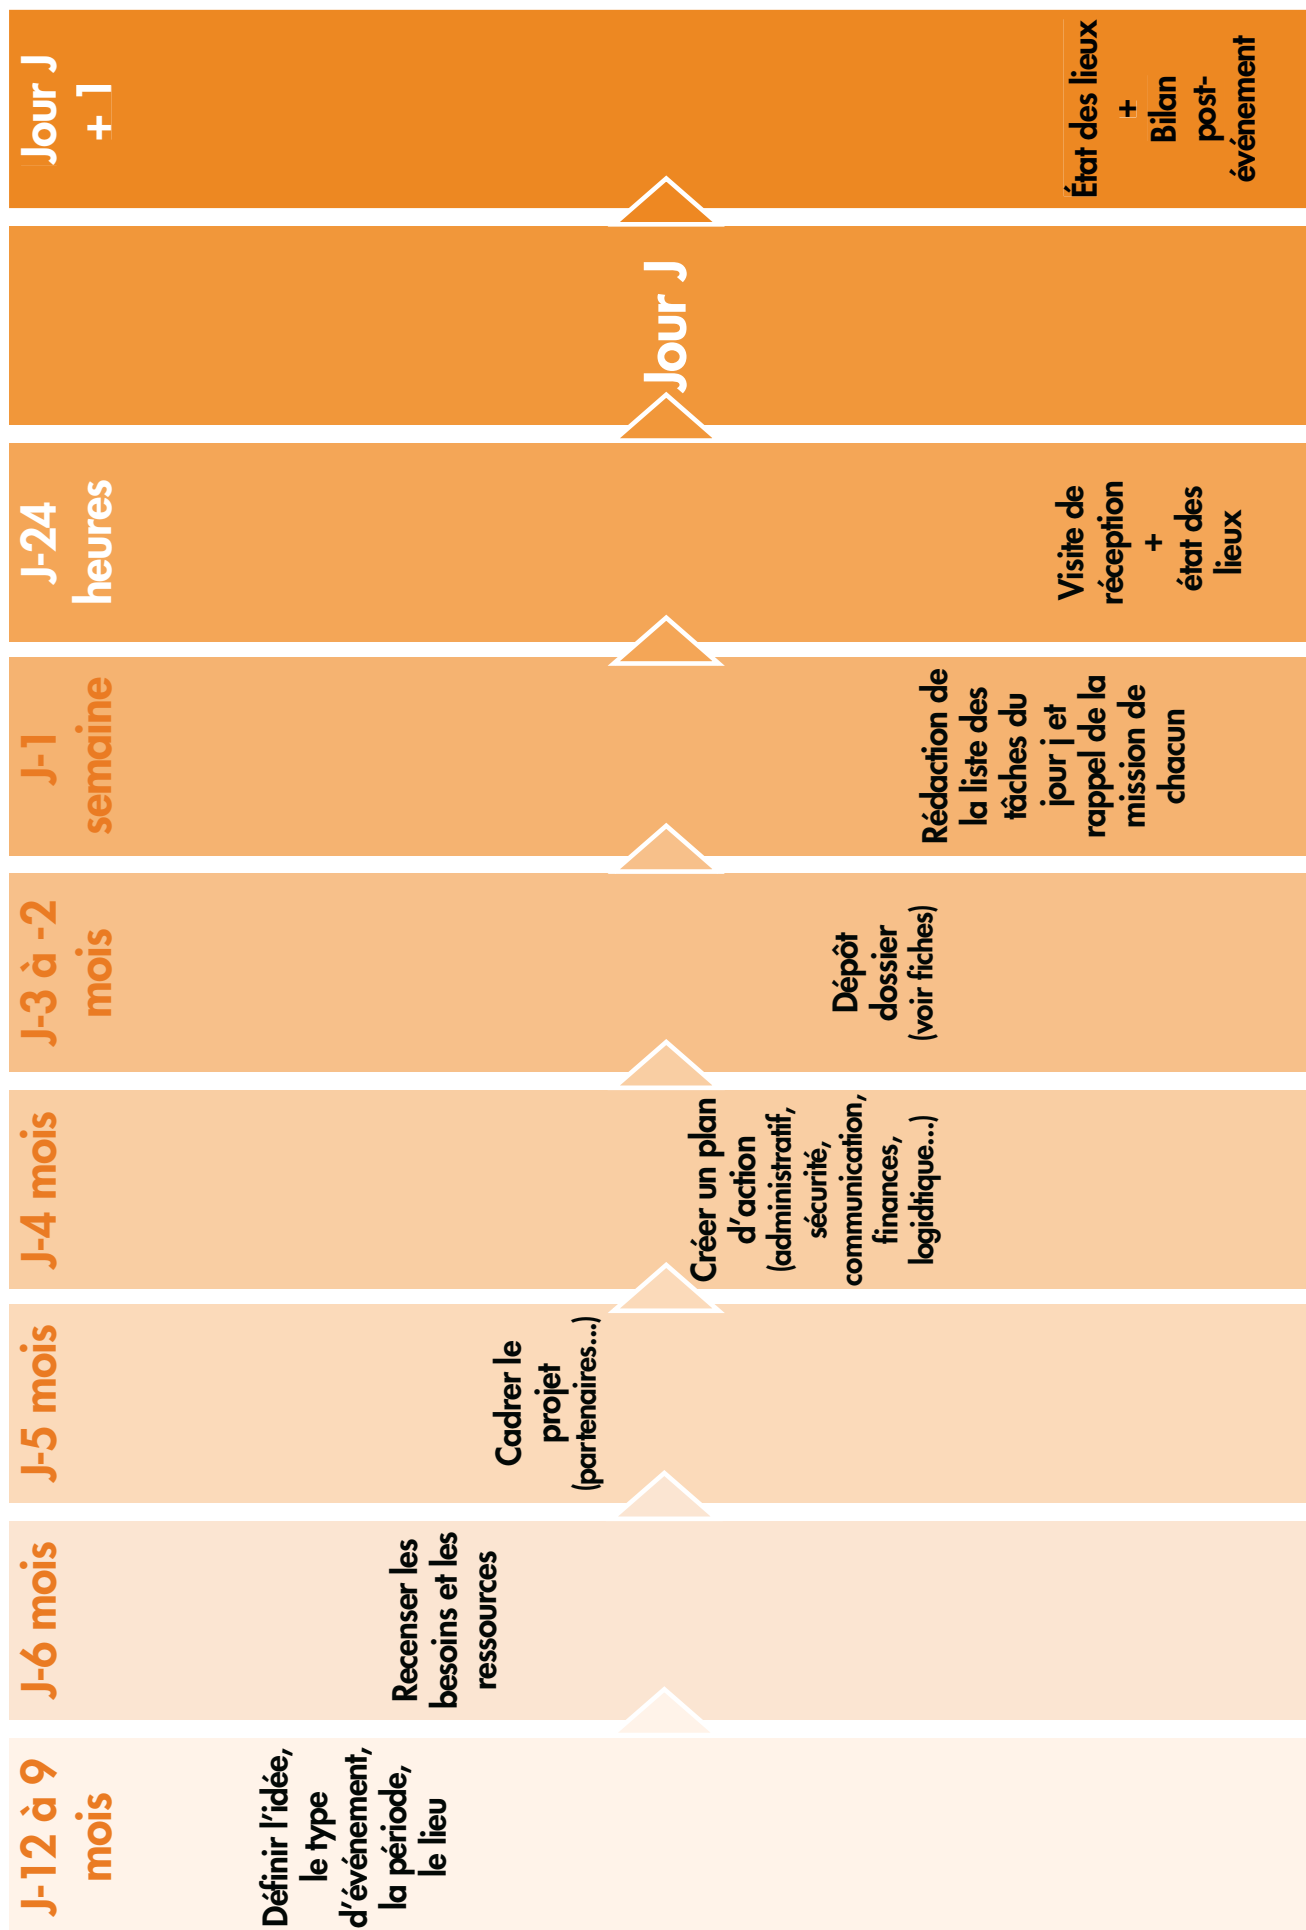 J-12 à 9
mois
Définir l'idée,
le type
d'événement,
la période,
le lieu
J-6 mois
Recenser les
besoins et les
ressources
J-5 mois
Cadrer le
projet
(partenaires...)
J-4 mois
Créer un plan
d'action
(administratif,
sécurité,
communication,
finances,
logidtique...)
J-3 à -2
mois
Dépôt
dossier
(voir fiches)
J-1
semaine
Rédaction de
la liste des
tâches du
jour j et
rappel de la
mission de
chacun
J-24
heures
Visite de
réception
+
état des
lieux
Jour J
Jour J
+ 1
État des lieux
+
Bilan
post-
événement